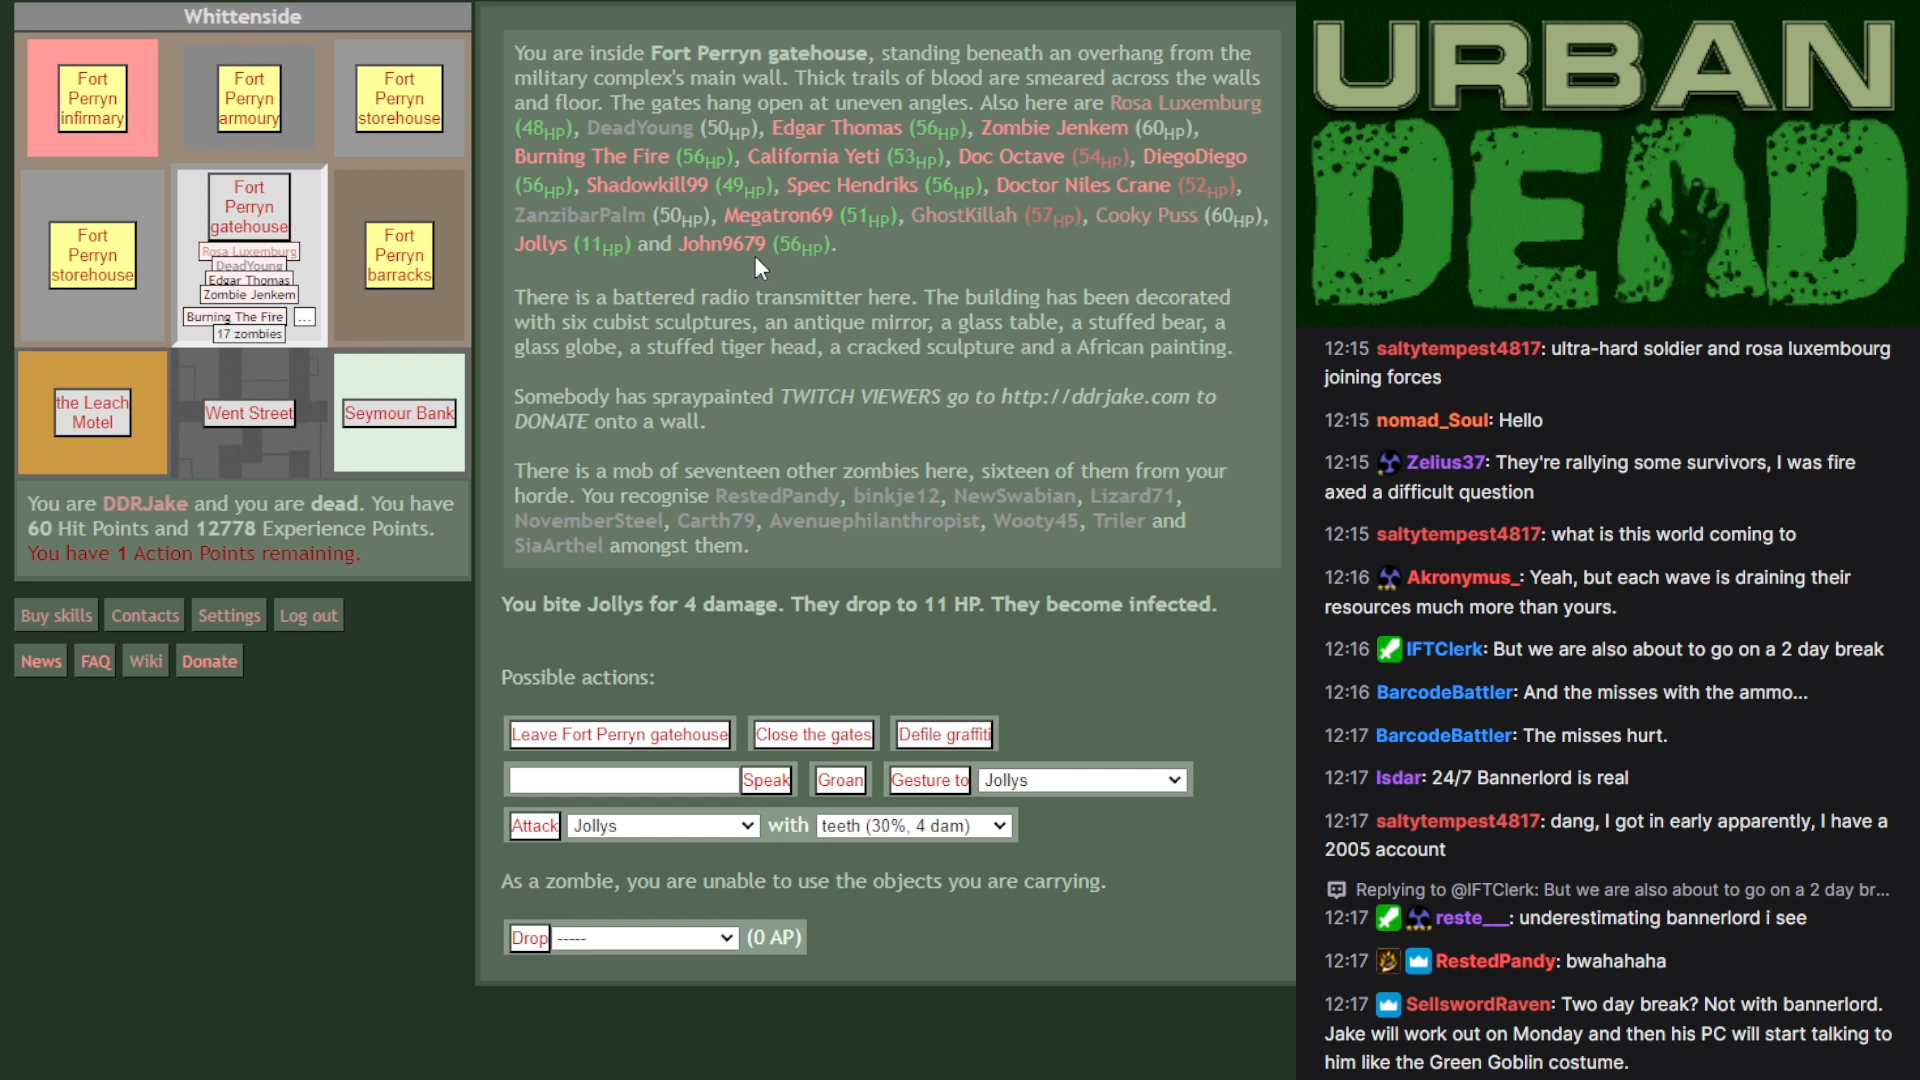 Whittenside
Fort
Perryn
infirmary
Fort
Perryn
armoury
Fort
Perryn
storehouse
Fort
Perryn
storehouse
Fort
Perryn
gatehouse
Rosa Luxemburg
DeadYoung
Edgar Thomas
Zombie Jenkem
Burning The Fire
...
17 zombies
Fort
Perryn
barracks
the Leach
Motel
Went Street
Seymour Bank
You are DDRJake and you are dead. You have
60 Hit Points and 12778 Experience Points.
You have 1 Action Points remaining.
Buy skills Contacts Settings Log out
News FAQ Wiki Donate
You are inside Fort Perryn gatehouse, standing beneath an overhang from the
military complex's main wall. Thick trails of blood are smeared across the walls
and floor. The gates hang open at uneven angles. Also here are Rosa Luxemburg
(48HP), DeadYoung (50HP), Edgar Thomas (56HP), Zombie Jenkem (60HP),
Burning The Fire (56HP), California Yeti (53HP), Doc Octave (54HP), DiegoDiego
(56HP), Shadowkill99 (49HP), Spec Hendriks (56HP), Doctor Niles Crane (52HP),
ZanzibarPalm (50HP), Megatron69 (51HP), GhostKillah (57HP), Cooky Puss (60HP),
Jollys (11HP) and John9679 (56HP).
There is a battered radio transmitter here. The building has been decorated
with six cubist sculptures, an antique mirror, a glass table, a stuffed bear, a
glass globe, a stuffed tiger head, a cracked sculpture and a African painting.
Somebody has spraypainted TWITCH VIEWERS go to http://ddrjake.com to
DONATE onto a wall.
There is a mob of seventeen other zombies here, sixteen of them from your
horde. You recognise RestedPandy, binkje12, NewSwabian, Lizard71,
NovemberSteel, Carth79, Avenuephilanthropist, Wooty45, Triler and
SiaArthel amongst them.
You bite Jollys for 4 damage. They drop to 11 HP. They become infected.
Possible actions:
Leave Fort Perryn gatehouse Close the gates Defile graffiti
Speak Groan Gesture to Jollys
Attack Jollys with teeth (30%, 4 dam)
As a zombie, you are unable to use the objects you are carrying.
Drop ----- (0 AP)
URBAN
DEAD
12:15 saltytempest4817: ultra-hard soldier and rosa luxembourg
joining forces
12:15 nomad_Soul: Hello
12:15 Zelius37: They're rallying some survivors, I was fire
axed a difficult question
12:15 saltytempest4817: what is this world coming to
12:16 Akronymus_: Yeah, but each wave is draining their
resources much more than yours.
12:16 IFTClerk: But we are also about to go on a 2 day break
12:16 BarcodeBattler: And the misses with the ammo...
12:17 BarcodeBattler: The misses hurt.
12:17 Isdar: 24/7 Bannerlord is real
12:17 saltytempest4817: dang, I got in early apparently, I have a
2005 account
Replying to @IFTClerk: But we are also about to go on a 2 day br...
12:17 reste___: underestimating bannerlord i see
12:17 RestedPandy: bwahahaha
12:17 SellswordRaven: Two day break? Not with bannerlord.
Jake will work out on Monday and then his PC will start talking to
him like the Green Goblin costume.